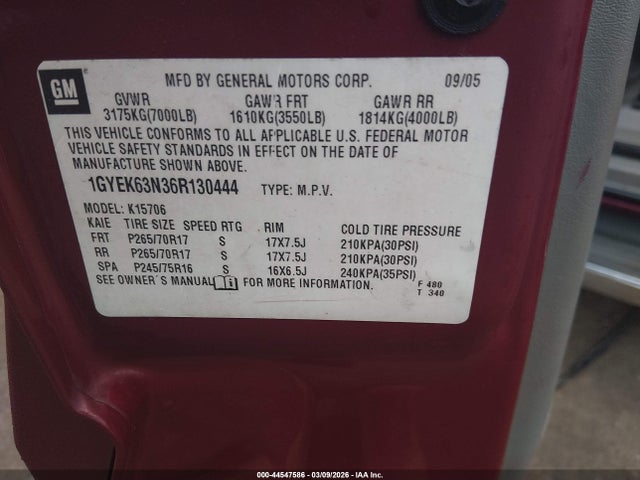 GM
MFD BY GENERAL MOTORS CORP. 09/05
GVWR GAWR FRT GAWR RR
3175KG(7000LB) 1610KG(3550LB) 1814KG(4000LB)
THIS VEHICLE CONFORMS TO ALL APPLICABLE U.S. FEDERAL MOTOR
VEHICLE SAFETY STANDARDS IN EFFECT ON THE DATE OF
MANUFACTURE SHOWN ABOVE.
1GYEK63N36R130444 TYPE: M.P.V.
MODEL: K15706
KAIE TIRE SIZE SPEED RTG RIM COLD TIRE PRESSURE
FRT P265/70R17 S 17X7.5J 210KPA(30PSI)
RR P265/70R17 S 17X7.5J 210KPA(30PSI)
SPA P245/75R16 S 16X6.5J 240KPA(35PSI)
SEE OWNER'S MANUAL FOR MORE INFORMATION. F 480
T 340
000-44547586 - 03/09/2026 - IAA Inc.